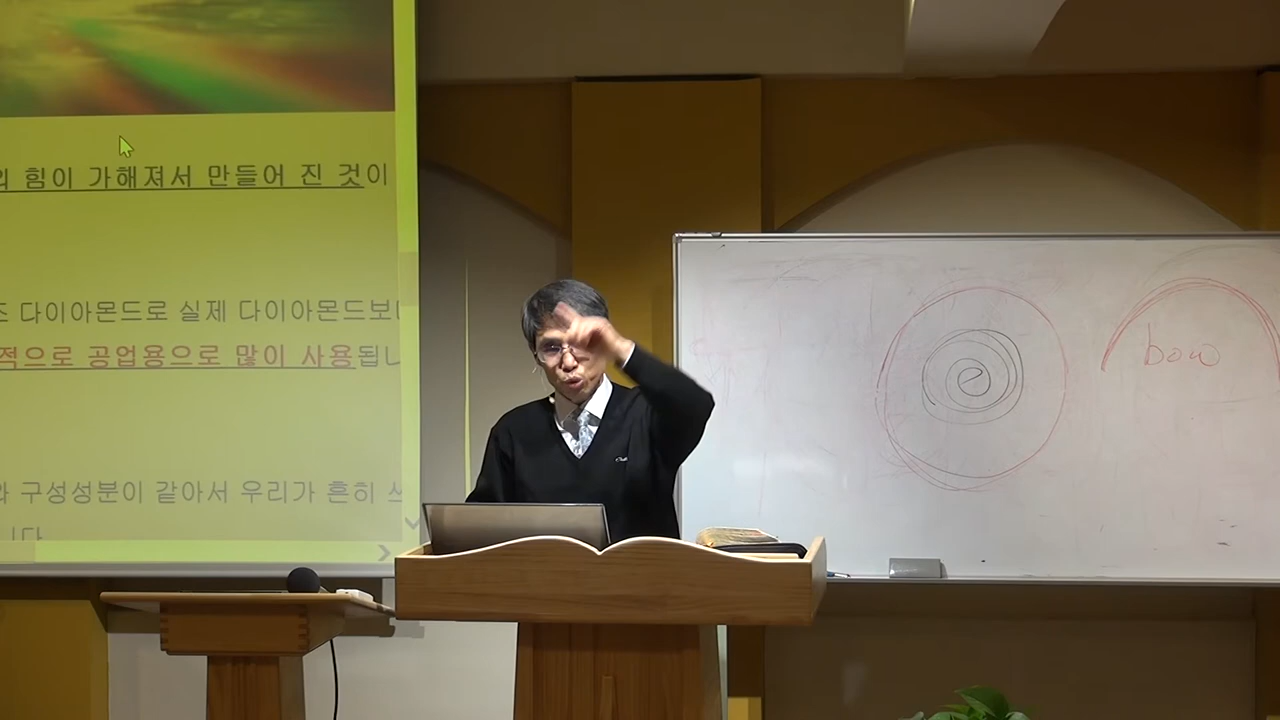 의 힘이 가해져서 만들어 진 것이
조 다이아몬드로 실제 다이아몬드보다
적으로 공업용으로 많이 사용됩니
와 구성성분이 같아서 우리가 흔히 쓰
니다
bow
e